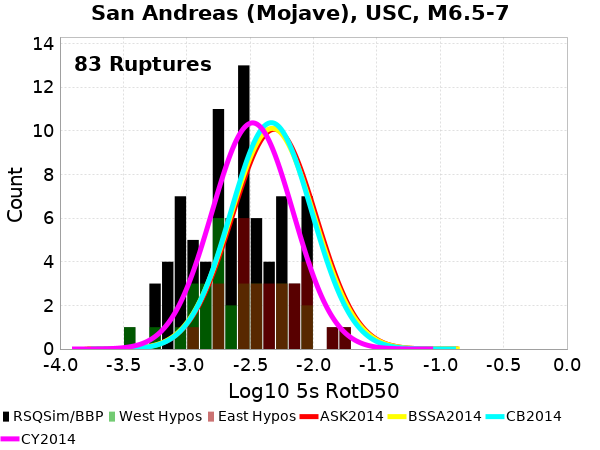 San Andreas (Mojave), USC, M6.5-7
14
83 Ruptures
12
10
8
6
4
2
0
Count
-4.0 -3.5 -3.0 -2.5 -2.0 -1.5 -1.0 -0.5 0.0
Log10 5s RotD50
RSQSim/BBP West Hypos East Hypos ASK2014 BSSA2014 CB2014
CY2014